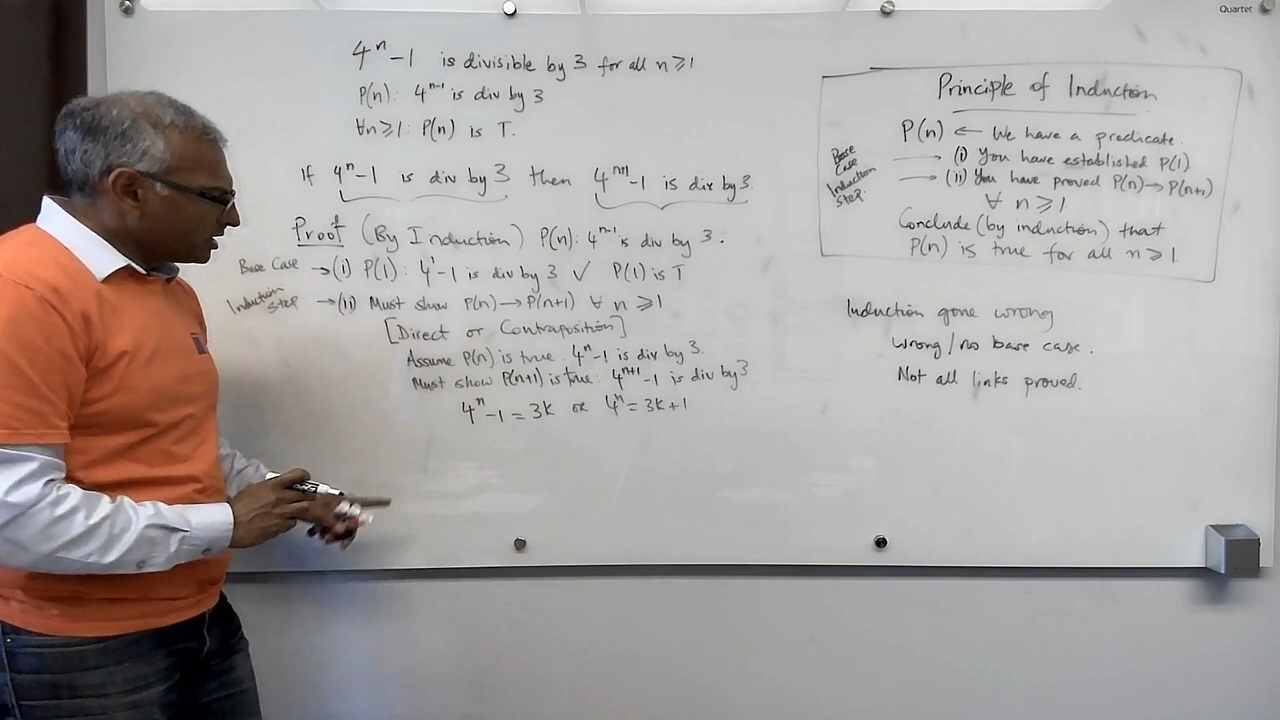 Quartet
4ⁿ-1 is divisible by 3 for all n≥1
P(n): 4ⁿ⁻¹ is div by 3
∀n≥1: P(n) is T.
If 4ⁿ-1 is div by 3 then 4ⁿ⁺¹-1 is div by 3.
Proof (By Induction) P(n): 4ⁿ⁻¹ is div by 3.
Base Case →(i) P(1): 4¹-1 is div by 3 ✓ P(1) is T
Induction Step →(ii) Must show P(n)→P(n+1) ∀ n≥1
[Direct or Contraposition]
Assume P(n) is true: 4ⁿ-1 is div by 3.
Must show P(n+1) is true: 4ⁿ⁺¹-1 is div by 3
4ⁿ-1=3k or 4ⁿ=3k+1
Principle of Induction
P(n) ← We have a predicate.
Base Case → (i) You have established P(1)
Induction Step. → (ii) You have proved P(n)→P(n+1)
∀ n≥1
Conclude (by induction) that
P(n) is true for all n≥1.
Induction gone wrong
Wrong/no base case.
Not all links proved.